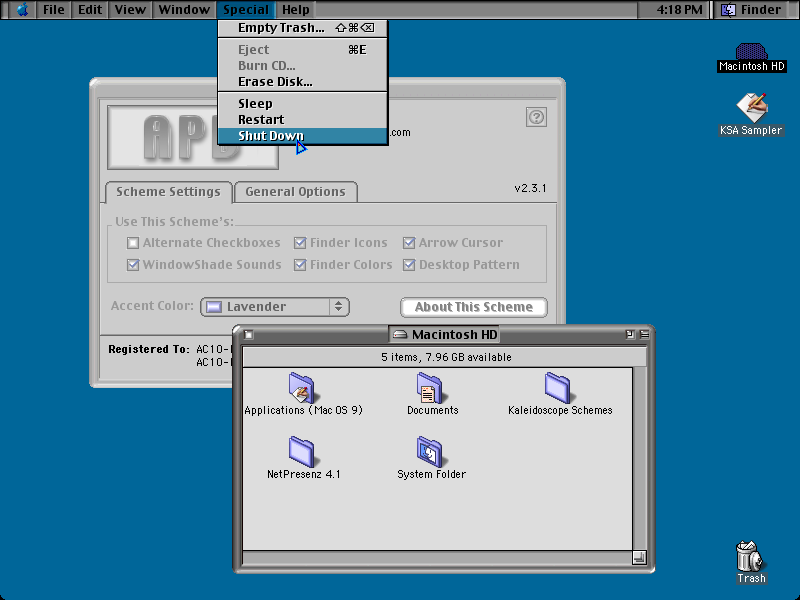 File Edit View Window Special Help 4:18 PM Finder
Empty Trash... ⇧⌘⌫
Eject ⌘E
Burn CD...
Erase Disk...
Sleep
Restart
Shut Down
Macintosh HD
KSA Sampler
.com
Scheme Settings General Options
v2.3.1
Use This Scheme's:
Alternate Checkboxes Finder Icons Arrow Cursor
WindowShade Sounds Finder Colors Desktop Pattern
Accent Color: Lavender About This Scheme
Registered To: AC10-
AC10-
Macintosh HD
5 items, 7.96 GB available
Applications (Mac OS 9) Documents Kaleidoscope Schemes
NetPresenz 4.1 System Folder
Trash